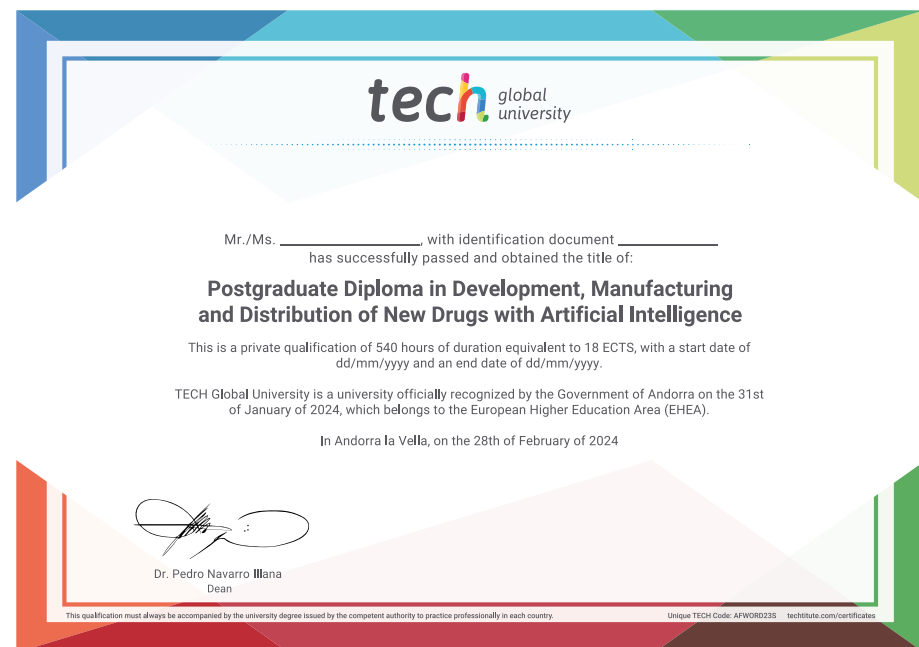 tech global
university
Mr./Ms. ____________, with identification document ____________
has successfully passed and obtained the title of:
Postgraduate Diploma in Development, Manufacturing
and Distribution of New Drugs with Artificial Intelligence
This is a private qualification of 540 hours of duration equivalent to 18 ECTS, with a start date of
dd/mm/yyyy and an end date of dd/mm/yyyy.
TECH Global University is a university officially recognized by the Government of Andorra on the 31st
of January of 2024, which belongs to the European Higher Education Area (EHEA).
In Andorra la Vella, on the 28th of February of 2024
Dr. Pedro Navarro Illana
Dean
This qualification must always be accompanied by the university degree issued by the competent authority to practice professionally in each country. Unique TECH Code: AFWORD23S techtitute.com/certificates